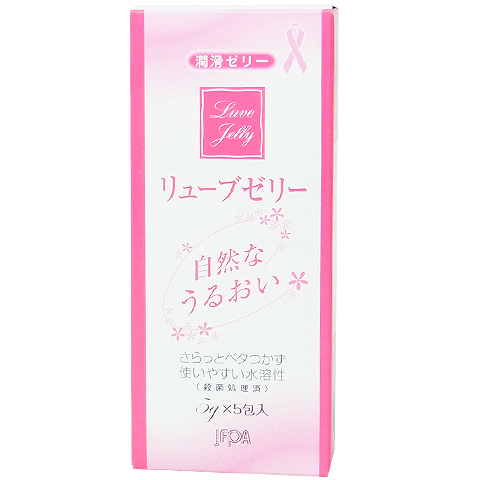 潤滑ゼリー
Luve
Jelly
リューブゼリー
自然な
うるおい
さらっとベタつかず
使いやすい水溶性
(殺菌処理済)
5g×5包入
JFPA